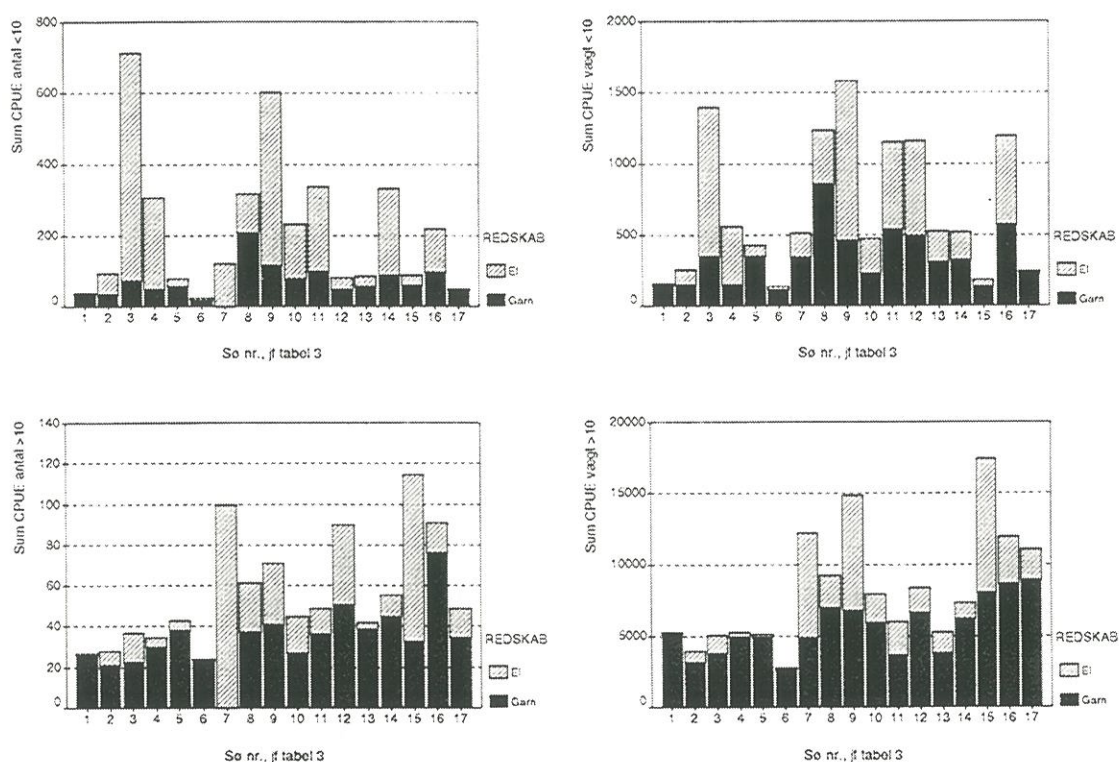 Sum CPUE antal <10
800
600
400
200
0
1 2 3 4 5 6 7 8 9 10 11 12 13 14 15 16 17
Sø nr., jf tabel 3
REDSKAB
El
Garn
Sum CPUE vægt <10
2000
1500
1000
500
0
1 2 3 4 5 6 7 8 9 10 11 12 13 14 15 16 17
Sø nr., jf tabel 3
REDSKAB
El
Garn
Sum CPUE antal >10
140
120
100
80
60
40
20
0
1 2 3 4 5 6 7 8 9 10 11 12 13 14 15 16 17
Sø nr., jf tabel 3
REDSKAB
El
Garn
Sum CPUE vægt >10
20000
15000
10000
5000
0
1 2 3 4 5 6 7 8 9 10 11 12 13 14 15 16 17
Sø nr., jf tabel 3
REDSKAB
El
Garn